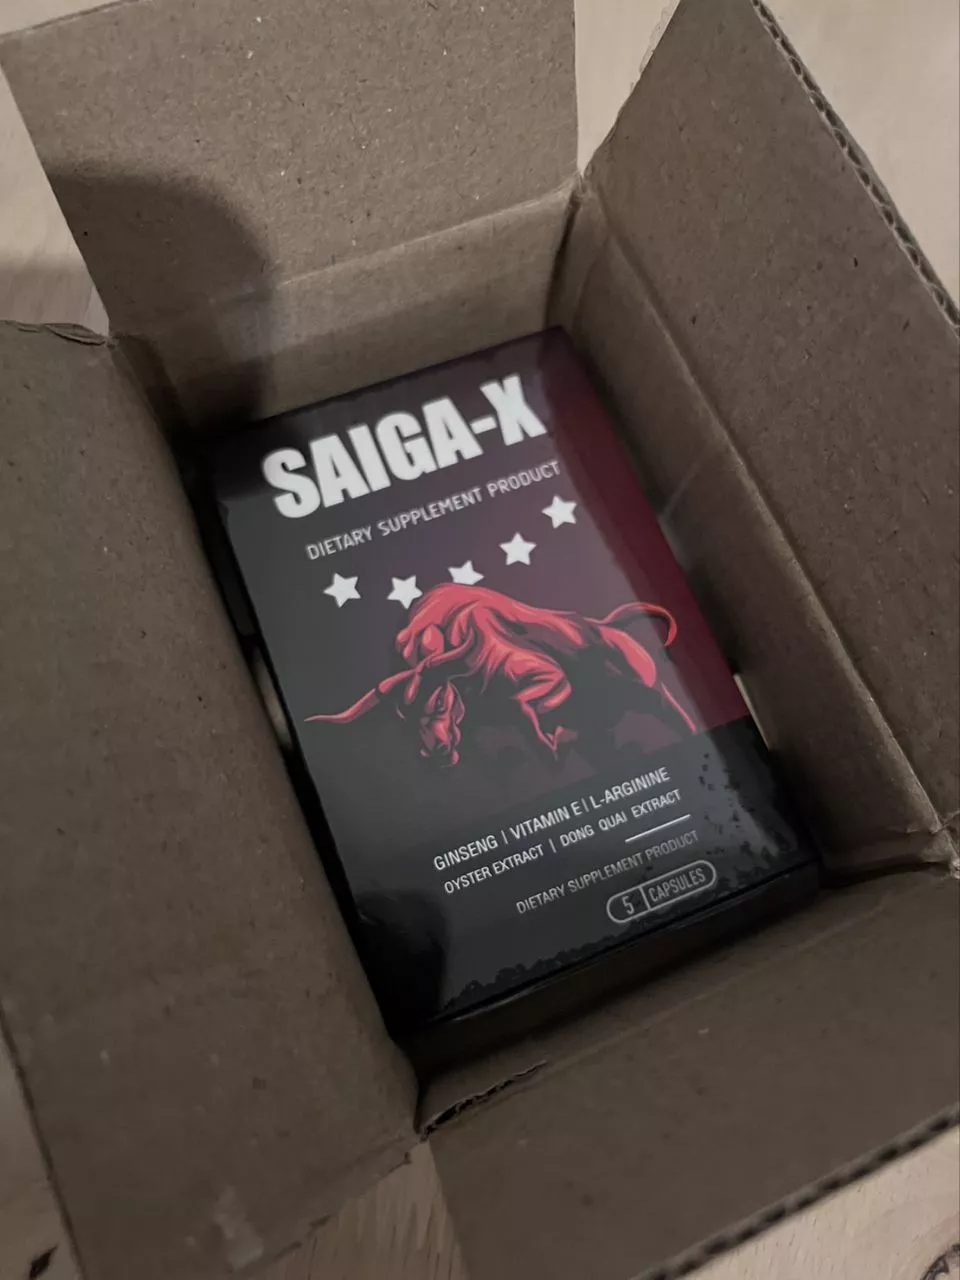 SAIGA-X
DIETARY SUPPLEMENT PRODUCT
GINSENG | VITAMIN E | L-ARGININE
OYSTER EXTRACT | DONG QUAI EXTRACT
DIETARY SUPPLEMENT PRODUCT
5 | CAPSULES